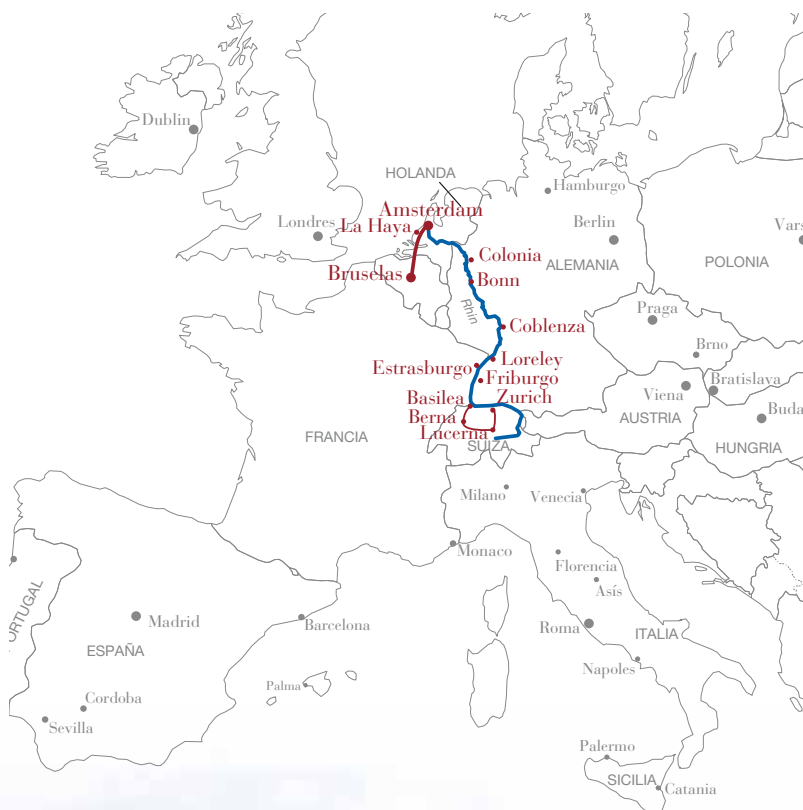 Dublin
HOLANDA
Hamburgo
Amsterdam
La Haya
Londres
Berlin
Vars
Colonia
ALEMANIA
POLONIA
Bruselas
Bonn
Rhin
Praga
Coblenza
Brno
Loreley
Estrasburgo
Friburgo
Viena
Bratislava
Basilea
Zurich
Berna
AUSTRIA
Buda
Lucerna
FRANCIA
SUIZA
HUNGRIA
Milano
Venecia
Monaco
Florencia
Asís
PORTUGAL
Madrid
Barcelona
Roma
ITALIA
ESPAÑA
Napoles
Palma
Cordoba
Sevilla
Palermo
SICILIA
Catania